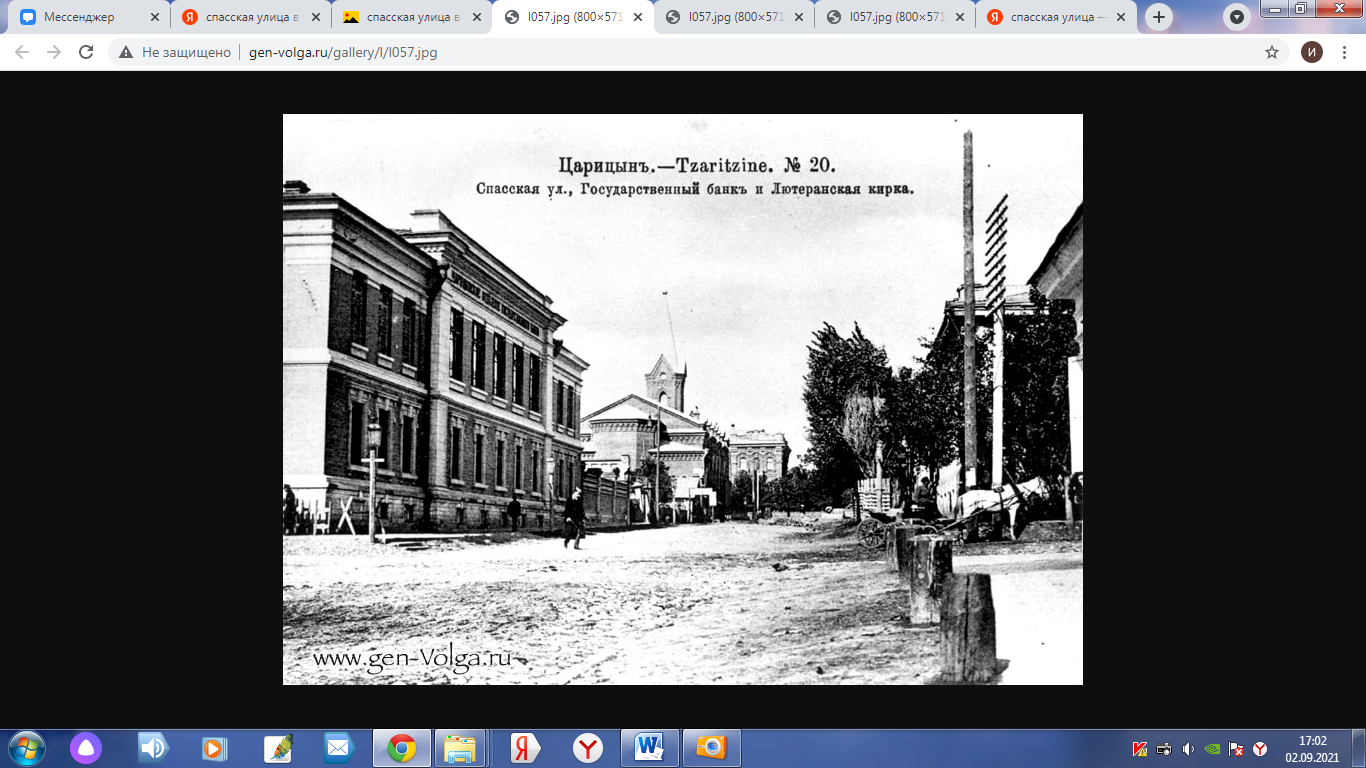 Мессенджер
спасская улица в
спасская улица в
l057.jpg (800×571
l057.jpg (800×571
l057.jpg (800×571
спасская улица —
Не защищено
gen-volga.ru/gallery/l/l057.jpg
И
Царицынъ.—Tzaritzine. № 20.
Спасская ул., Государственный банкъ и Лютеранская кирка.
www.gen-Volga.ru
17:02
02.09.2021